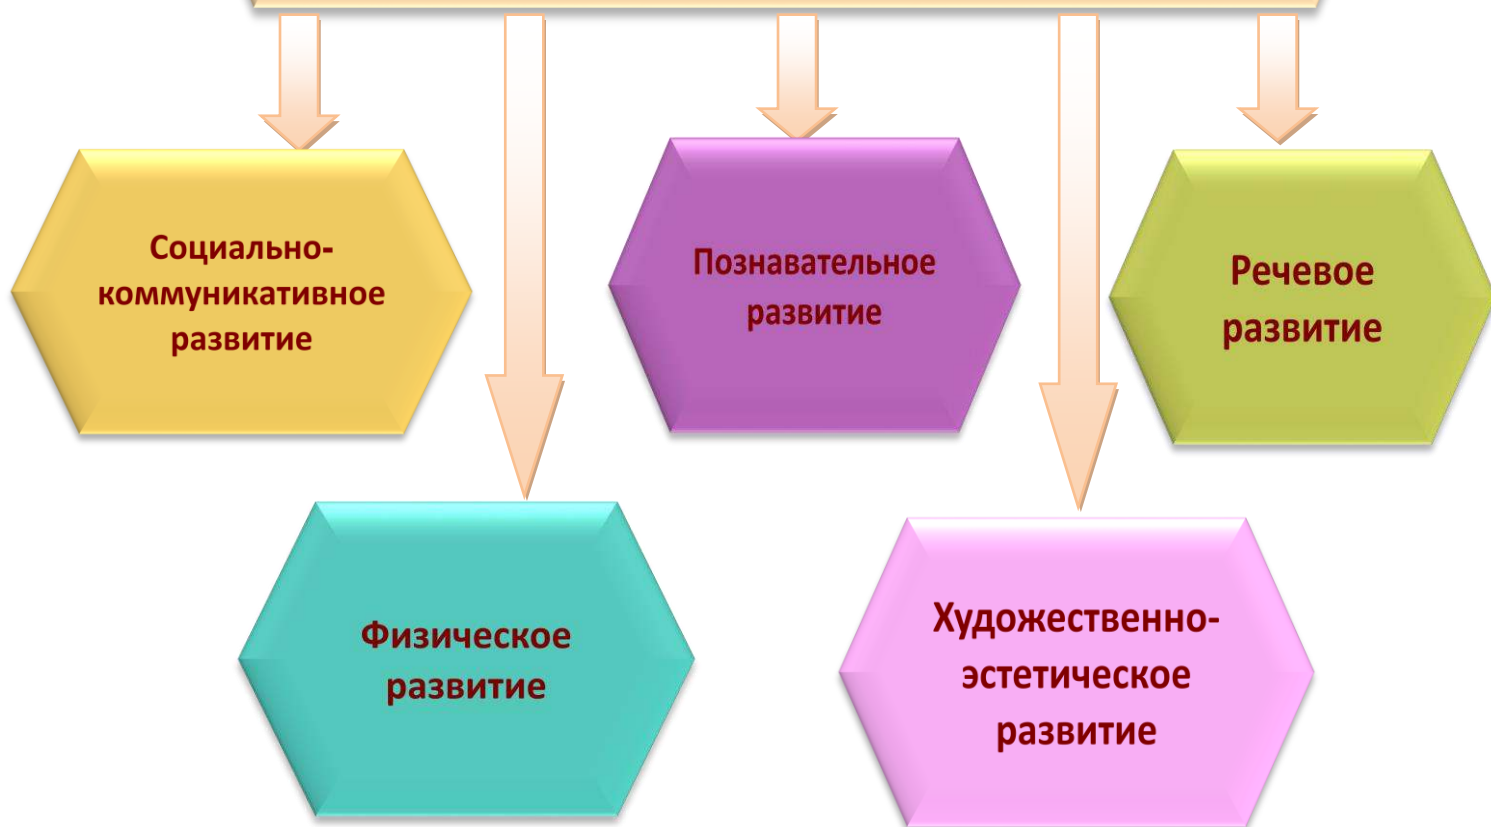 Социально-
коммуникативное
развитие
Познавательное
развитие
Речевое
развитие
Физическое
развитие
Художественно-
эстетическое
развитие